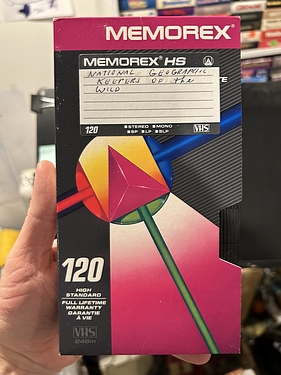 MEMOREX
MEMOREX HS
NATIONAL GEOGRAPHIC
KEEPERS OF the
WILD
120
STEREO MONO
SP LP SLP
VHS
120
HIGH
STANDARD
FULL LIFETIME
WARRANTY
GARANTIE
À VIE
VHS
246m